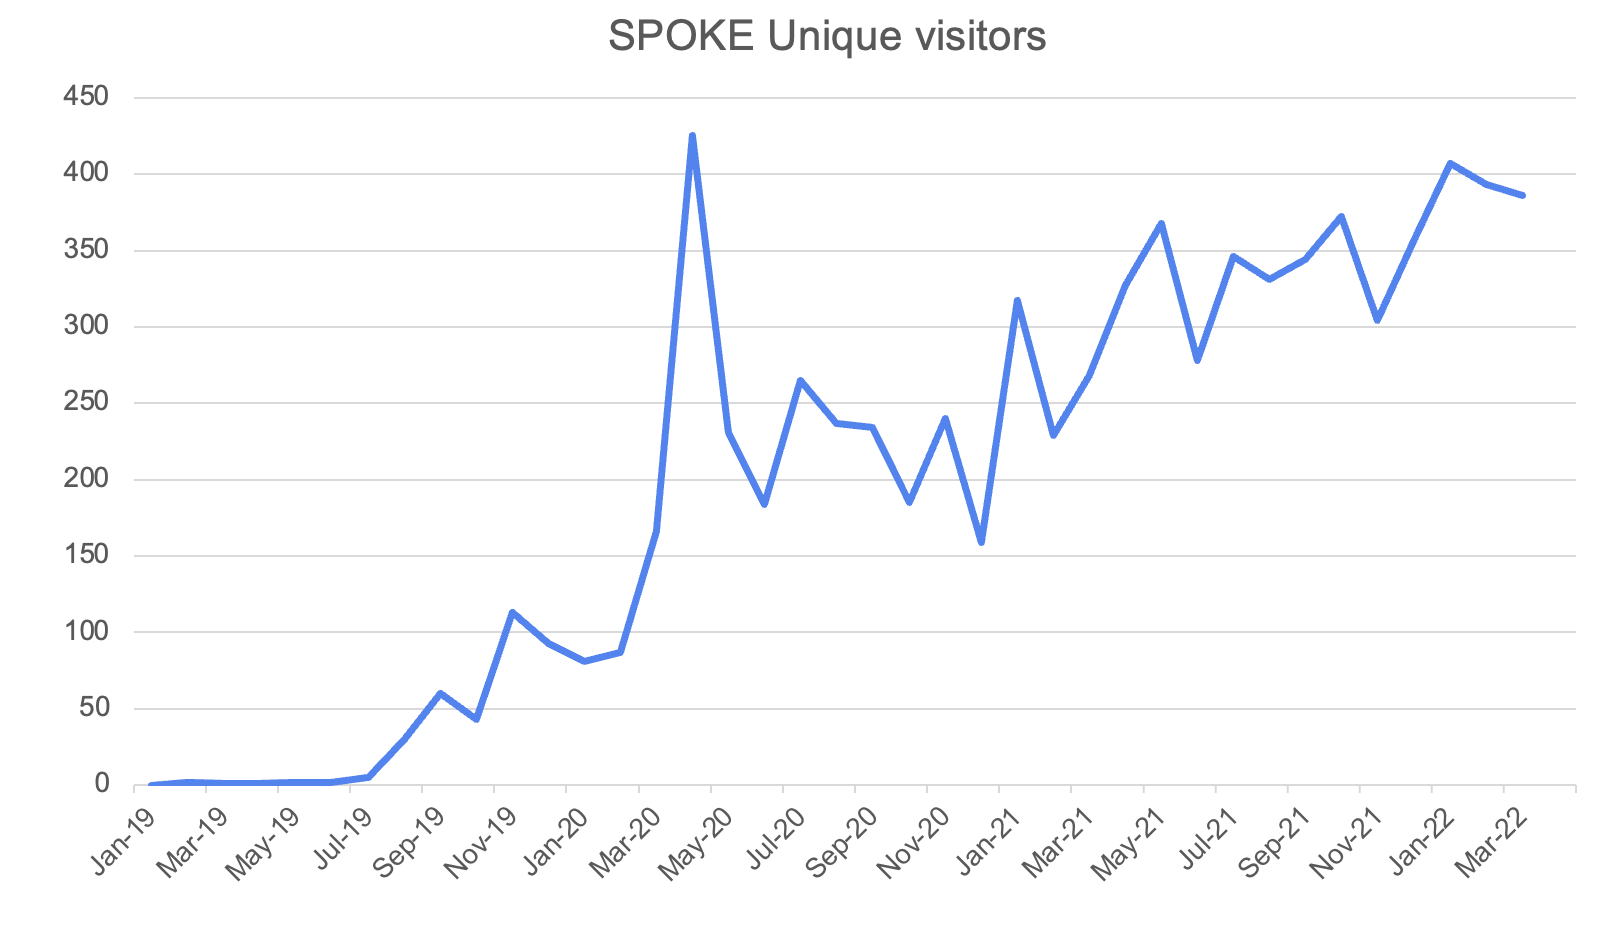 SPOKE Unique visitors
450
400
350
300
250
200
150
100
50
0
Jan-19
Mar-19
May-19
Jul-19
Sep-19
Nov-19
Jan-20
Mar-20
May-20
Jul-20
Sep-20
Nov-20
Jan-21
Mar-21
May-21
Jul-21
Sep-21
Nov-21
Jan-22
Mar-22